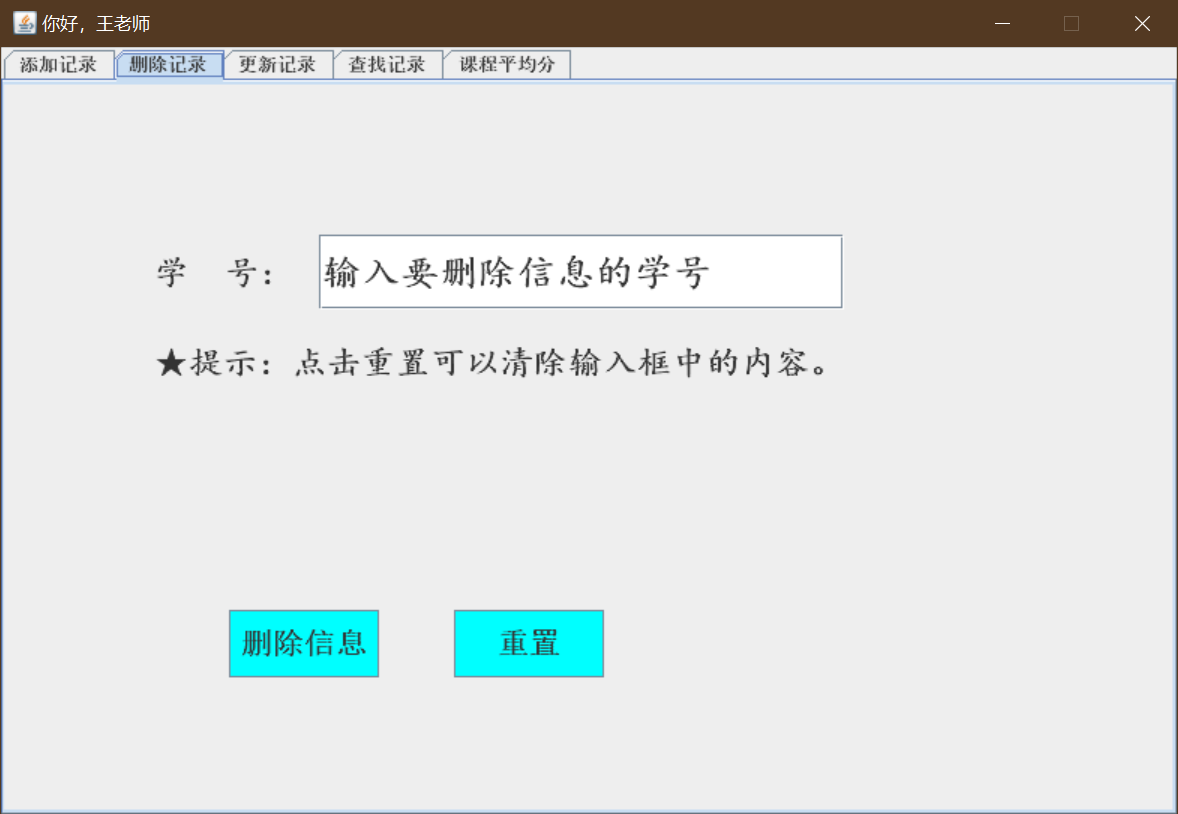 你好，王老师
添加记录 删除记录 更新记录 查找记录 课程平均分
学 号： 输入要删除信息的学号
★提示：点击重置可以清除输入框中的内容。
删除信息 重置